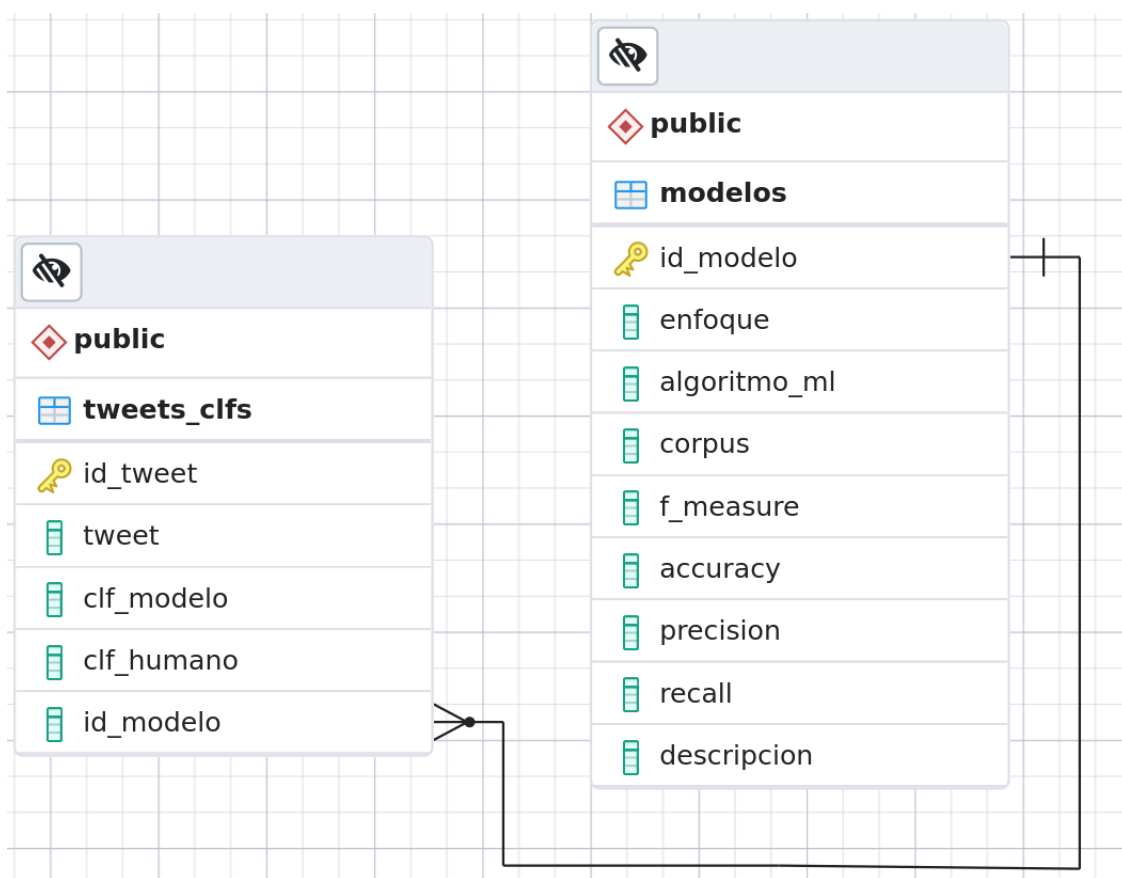 public
tweets_clfs
id_tweet
tweet
clf_modelo
clf_humano
id_modelo
public
modelos
id_modelo
enfoque
algoritmo_ml
corpus
f_measure
accuracy
precision
recall
descripcion